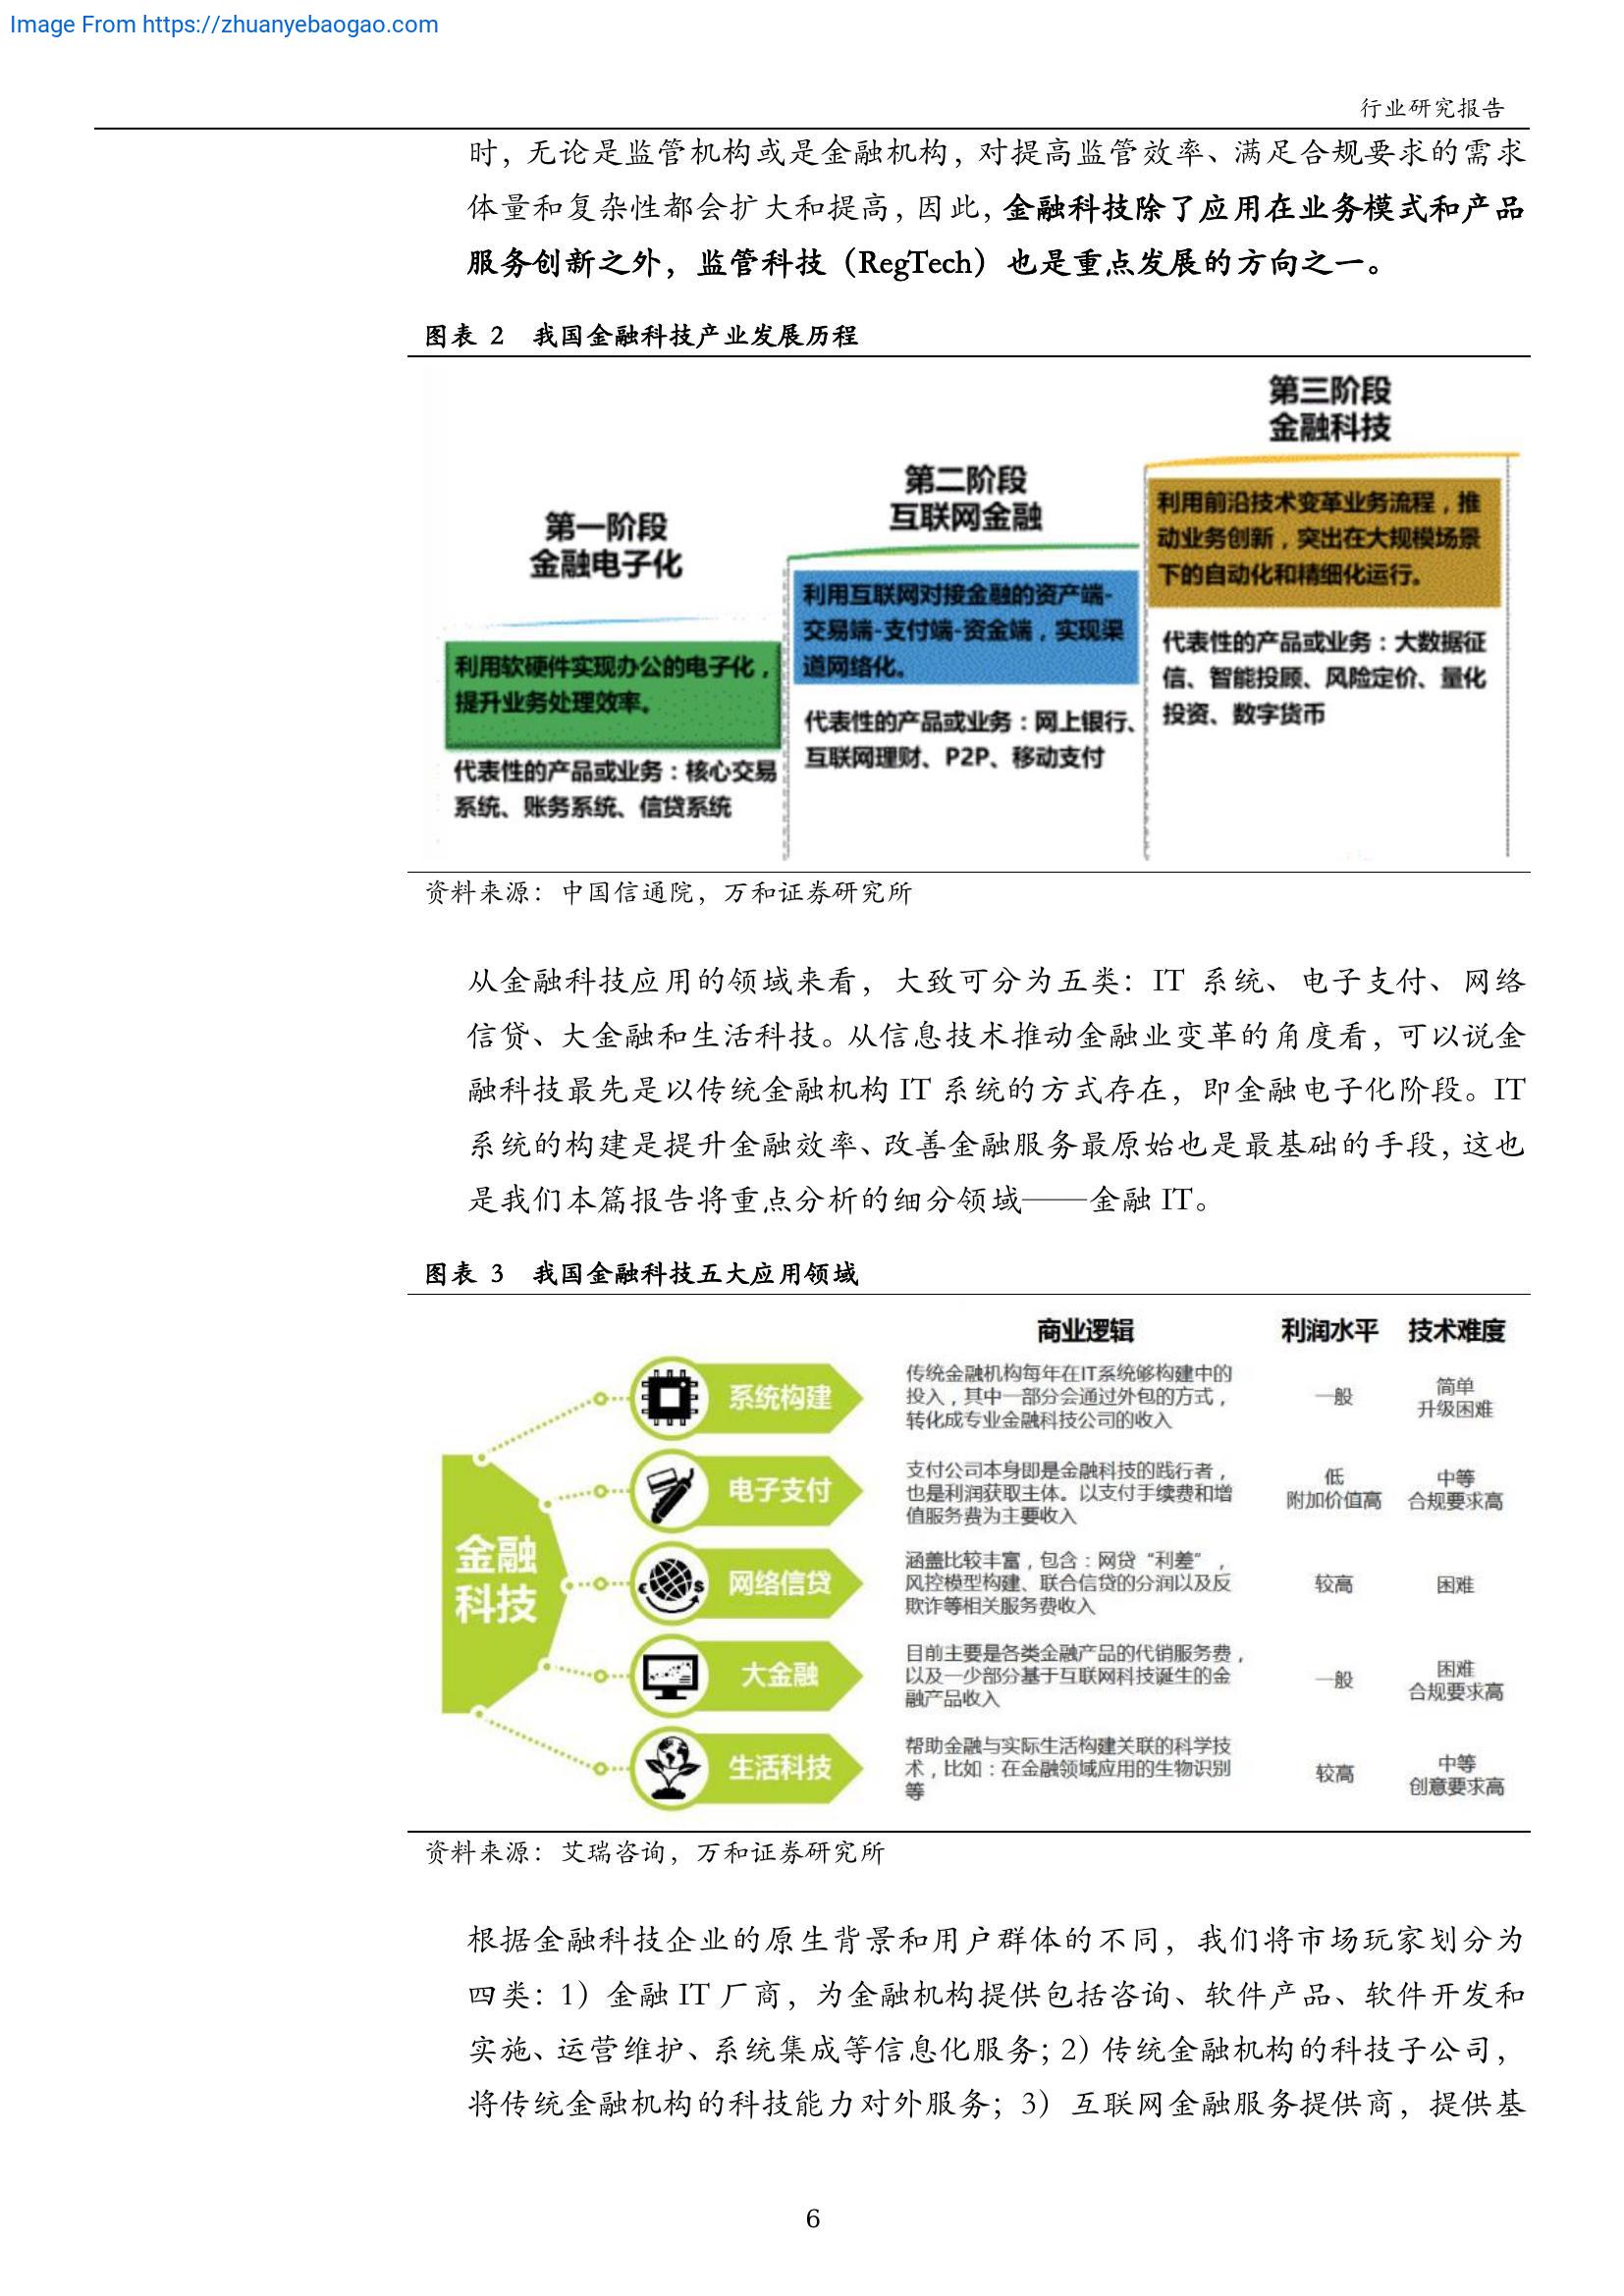 Image From https://zhuanyebaogao.com
行业研究报告
时，无论是监管机构或是金融机构，对提高监管效率、满足合规要求的需求
体量和复杂性都会扩大和提高，因此，金融科技除了应用在业务模式和产品
服务创新之外，监管科技（RegTech）也是重点发展的方向之一。
图表 2 我国金融科技产业发展历程
第一阶段
金融电子化
利用软硬件实现办公的电子化，
提升业务处理效率。
代表性的产品或业务：核心交易
系统、账务系统、信贷系统
第二阶段
互联网金融
利用互联网对接金融的资产端-
交易端-支付端-资金端，实现渠
道网络化。
代表性的产品或业务：网上银行、
互联网理财、P2P、移动支付
第三阶段
金融科技
利用前沿技术变革业务流程，推
动业务创新，突出在大规模场景
下的自动化和精细化运行。
代表性的产品或业务：大数据征
信、智能投顾、风险定价、量化
投资、数字货币
资料来源：中国信通院，万和证券研究所
从金融科技应用的领域来看，大致可分为五类：IT 系统、电子支付、网络
信贷、大金融和生活科技。从信息技术推动金融业变革的角度看，可以说金
融科技最先是以传统金融机构 IT 系统的方式存在，即金融电子化阶段。IT
系统的构建是提升金融效率、改善金融服务最原始也是最基础的手段，这也
是我们本篇报告将重点分析的细分领域——金融 IT。
图表 3 我国金融科技五大应用领域
商业逻辑 利润水平 技术难度
金融
科技
系统构建
传统金融机构每年在IT系统够构建中的
投入，其中一部分会通过外包的方式，
转化成专业金融科技公司的收入
一般
简单
升级困难
电子支付
支付公司本身即是金融科技的践行者，
也是利润获取主体。以支付手续费和增
值服务费为主要收入
低
附加价值高
中等
合规要求高
网络信贷
涵盖比较丰富，包含：网贷“利差”，
风控模型构建、联合信贷的分润以及反
欺诈等相关服务费收入
较高
困难
大金融
目前主要是各类金融产品的代销服务费，
以及一少部分基于互联网科技诞生的金
融产品收入
一般
困难
合规要求高
生活科技
帮助金融与实际生活构建关联的科学技
术，比如：在金融领域应用的生物识别
等
较高
中等
创意要求高
资料来源：艾瑞咨询，万和证券研究所
根据金融科技企业的原生背景和用户群体的不同，我们将市场玩家划分为
四类：1）金融 IT 厂商，为金融机构提供包括咨询、软件产品、软件开发和
实施、运营维护、系统集成等信息化服务；2）传统金融机构的科技子公司，
将传统金融机构的科技能力对外服务；3）互联网金融服务提供商，提供基
6